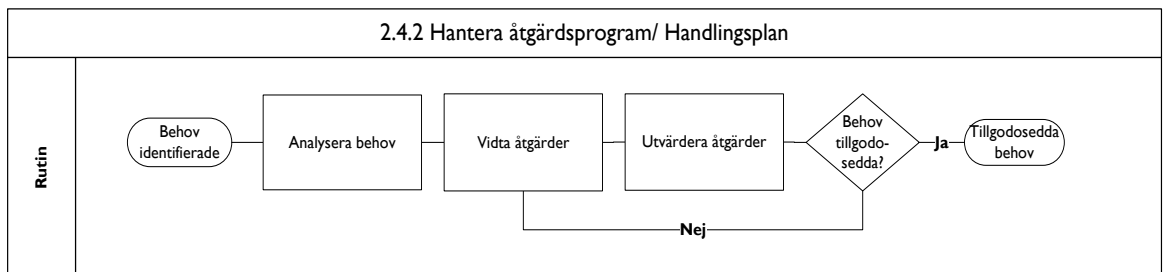 2.4.2 Hantera åtgärdsprogram/ Handlingsplan
Rutin
Behov
identifierade
Analysera behov
Vidta åtgärder
Utvärdera åtgärder
Behov
tillgodo-
sedda?
Ja
Tillgodosedda
behov
Nej